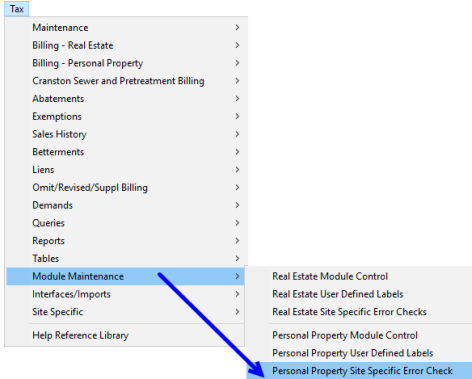 Tax
Maintenance
Billing - Real Estate
Billing - Personal Property
Cranston Sewer and Pretreatment Billing
Abatements
Exemptions
Sales History
Betterments
Liens
Omit/Revised/Suppl Billing
Demands
Queries
Reports
Tables
Module Maintenance
Interfaces/Imports
Site Specific
Help Reference Library
Real Estate Module Control
Real Estate User Defined Labels
Real Estate Site Specific Error Checks
Personal Property Module Control
Personal Property User Defined Labels
Personal Property Site Specific Error Check